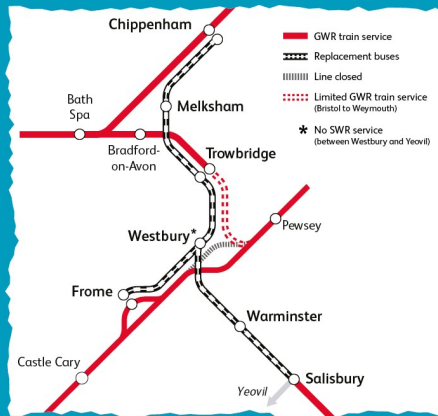 Chippenham
GWR train service
Replacement buses
Line closed
Limited GWR train service
(Bristol to Weymouth)
* No SWR service
(between Westbury and Yeovil)
Melksham
Bath
Spa
Bradford-
on-Avon
Trowbridge
Westbury*
Pewsey
Frome
Warminster
Castle Cary
Salisbury
Yeovil